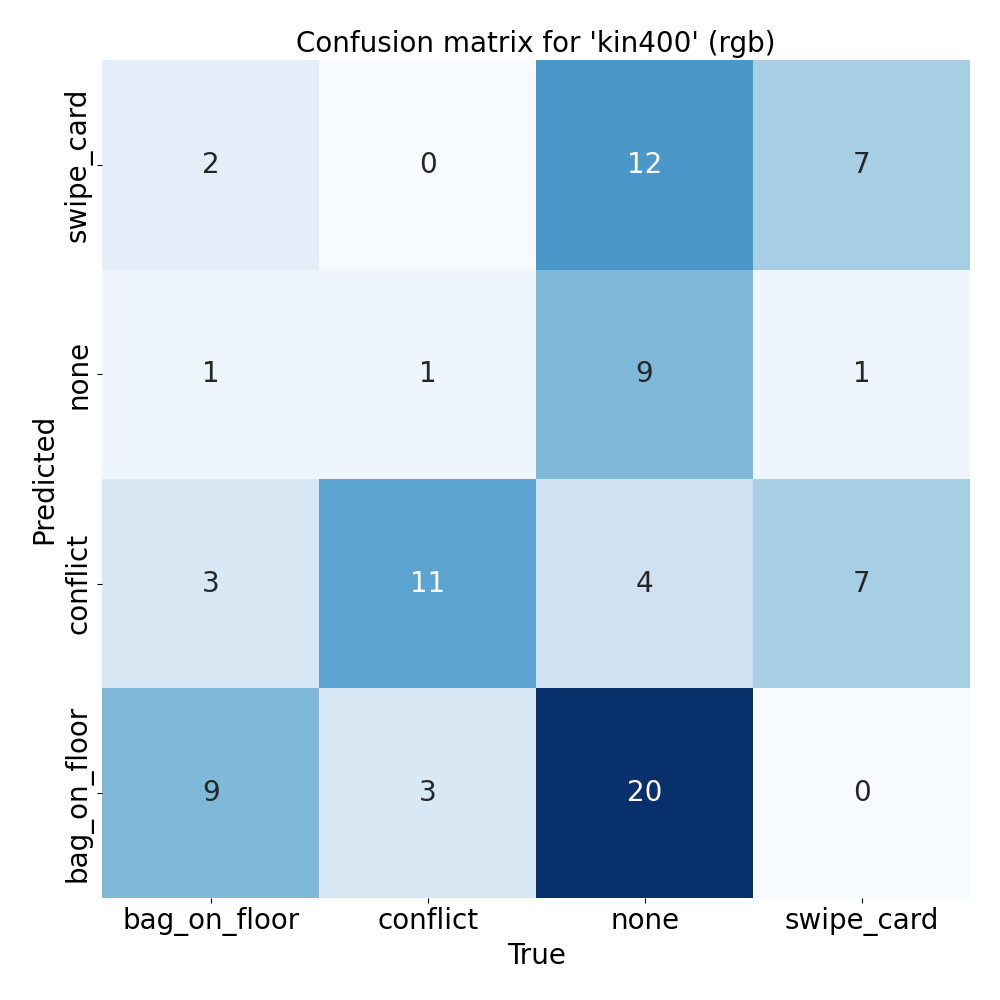 Confusion matrix for 'kin400' (rgb)
swipe_card
2 0 12 7
none
1 1 9 1
Predicted
conflict
3 11 4 7
bag_on_floor
9 3 20 0
bag_on_floor conflict none swipe_card
True